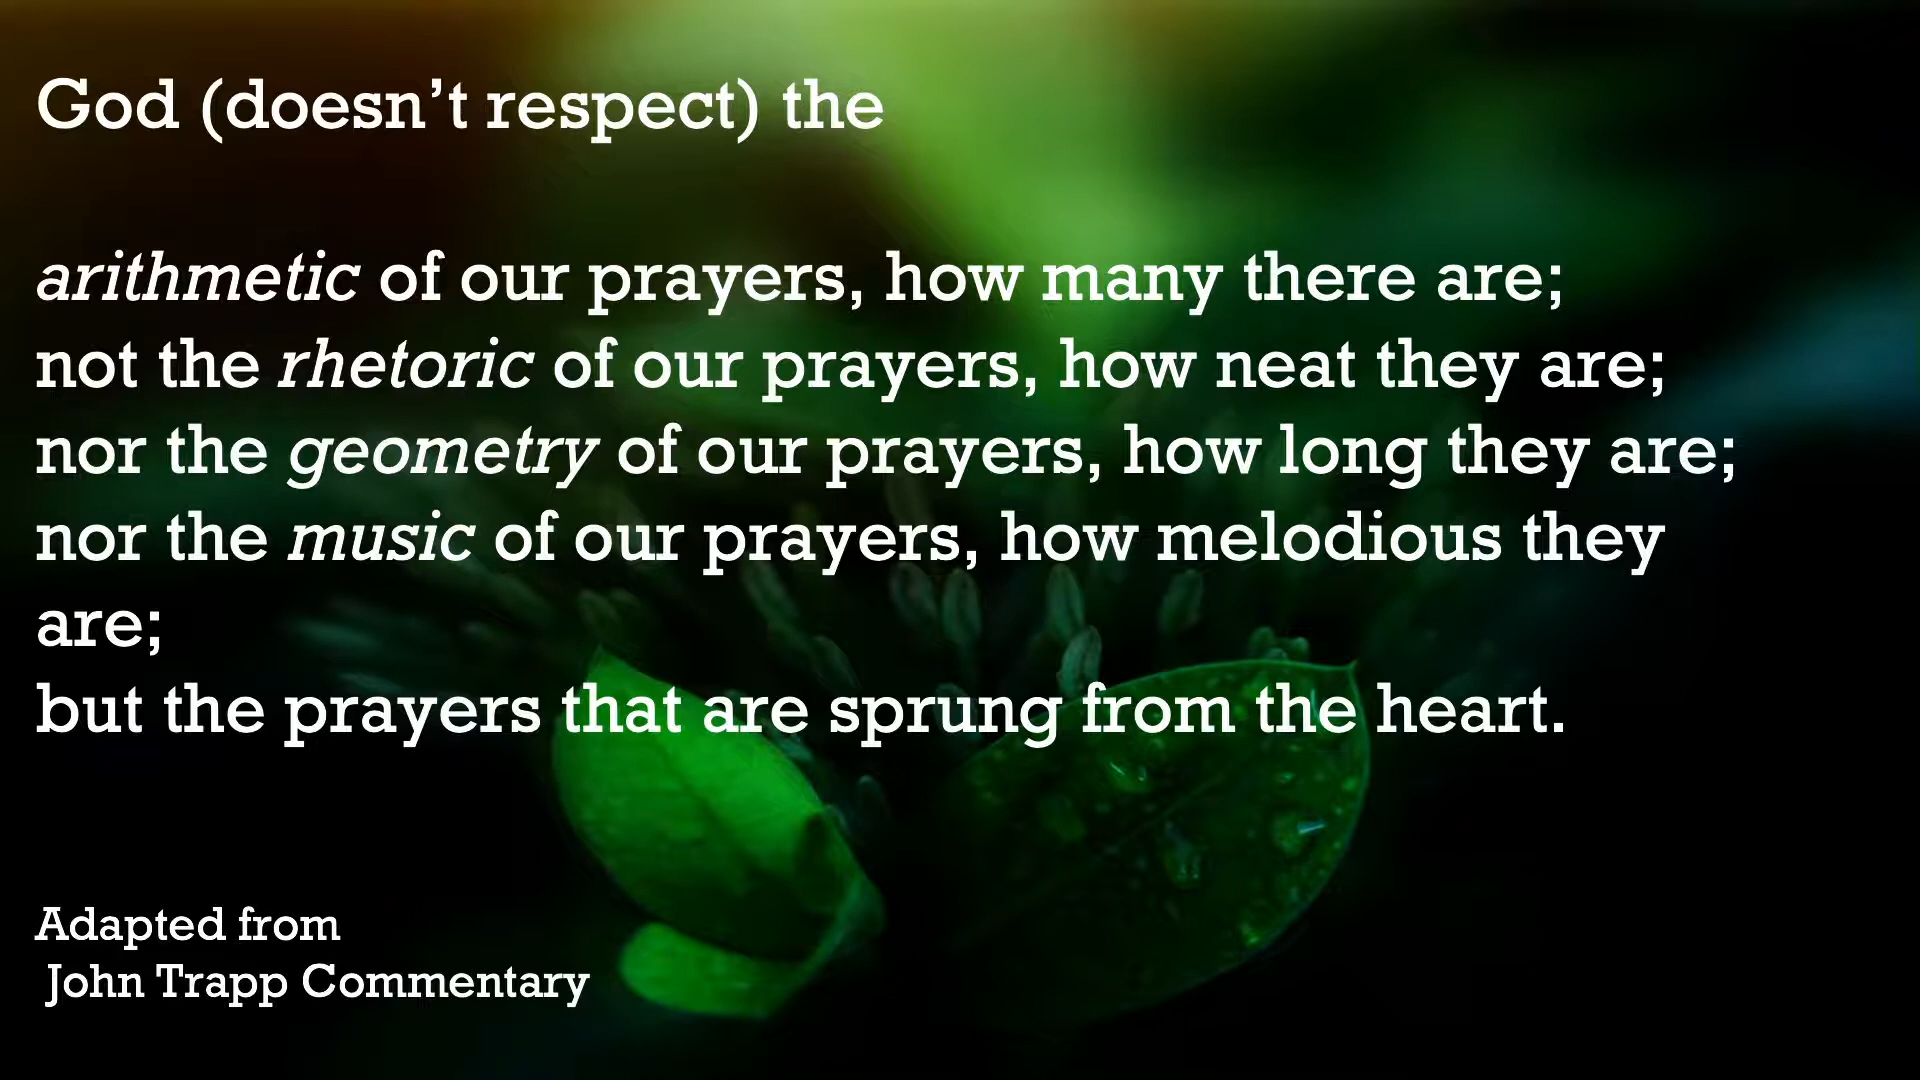 God (doesn’t respect) the
arithmetic of our prayers, how many there are;
not the rhetoric of our prayers, how neat they are;
nor the geometry of our prayers, how long they are;
nor the music of our prayers, how melodious they
are;
but the prayers that are sprung from the heart.
Adapted from
John Trapp Commentary